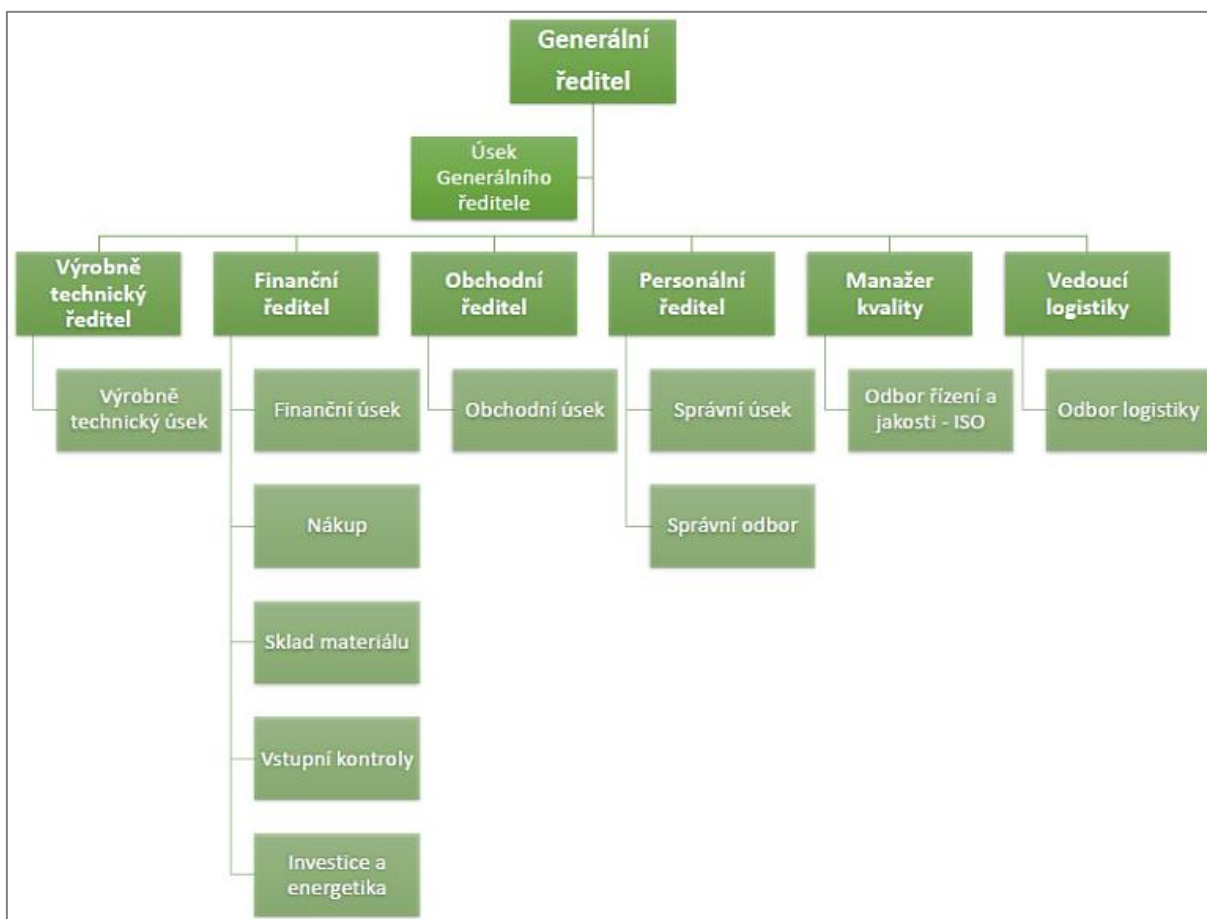 Generální
ředitel
Úsek
Generálního
ředitele
Výrobně
technický
ředitel
Finanční
ředitel
Obchodní
ředitel
Personální
ředitel
Manažer
kvality
Vedoucí
logistiky
Výrobně
technický úsek
Finanční úsek
Obchodní úsek
Správní úsek
Odbor řízení a
jakosti - ISO
Odbor logistiky
Nákup
Správní odbor
Sklad materiálu
Vstupní kontroly
Investice a
energetika